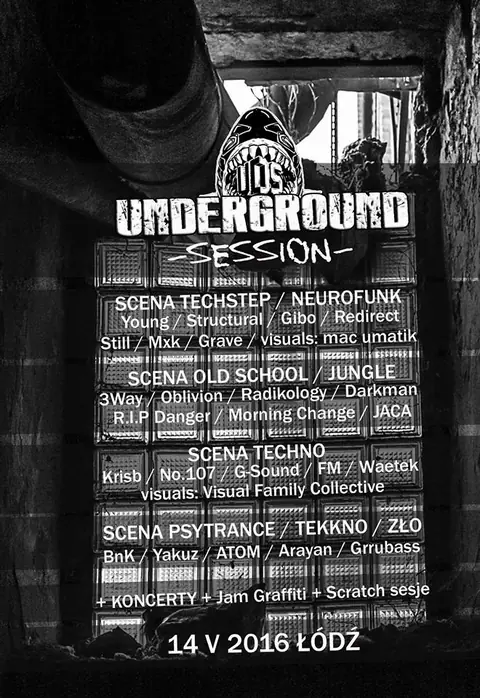 UGS
UNDERGROUND
-SESSION-
SCENA TECHSTEP / NEUROFUNK
Young / Structural / Gibo / Redirect
Still / Mxk / Grave / visuals: mac umatik
SCENA OLD SCHOOL / JUNGLE
3Way / Oblivion / Radikology / Darkman
R.I.P Danger / Morning Change / JACA
SCENA TECHNO
Krisb / No.107 / G-Sound / FM / Waetek
visuals: Visual Family Collective
SCENA PSYTRANCE / TEKKNO / ZŁO
BnK / Yakuz / ATOM / Arayan / Grrubass
+ KONCERTY + Jam Graffiti + Scratch sesje
14 V 2016 ŁÓDŹ